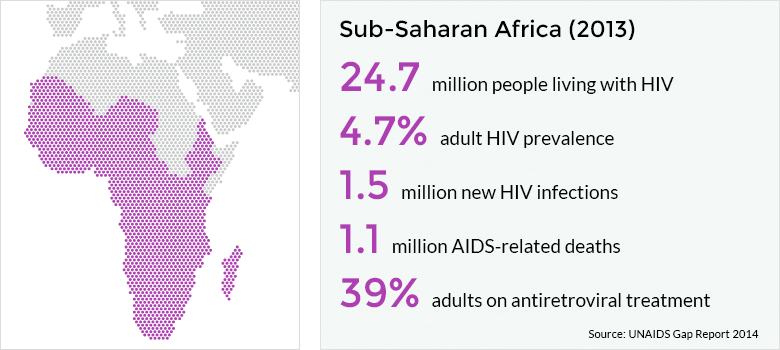 Sub-Saharan Africa (2013)
24.7 million people living with HIV
4.7% adult HIV prevalence
1.5 million new HIV infections
1.1 million AIDS-related deaths
39% adults on antiretroviral treatment
Source: UNAIDS Gap Report 2014